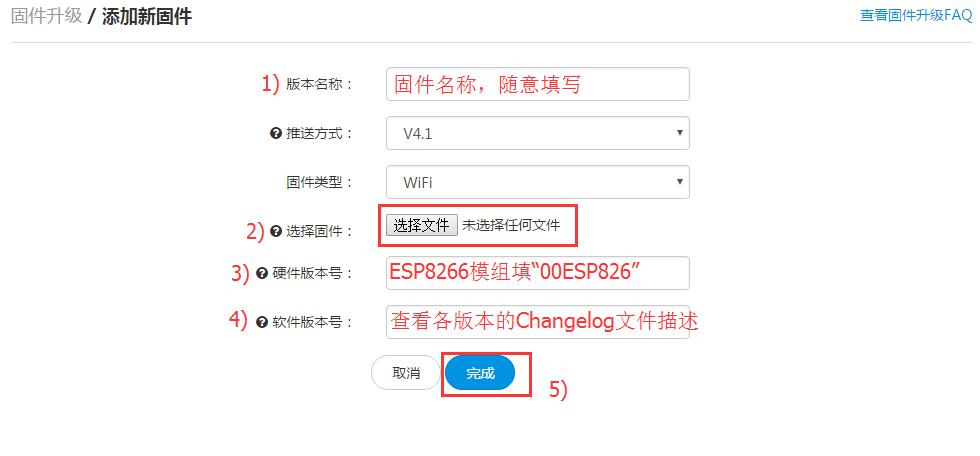 固件升级 / 添加新固件 查看固件升级FAQ
1) 版本名称： 固件名称，随意填写
? 推送方式： V4.1
固件类型： WiFi
2) ? 选择固件： 选择文件 未选择任何文件
3) ? 硬件版本号： ESP8266模组填“00ESP826”
4) ? 软件版本号： 查看各版本的Changelog文件描述
取消 完成 5)